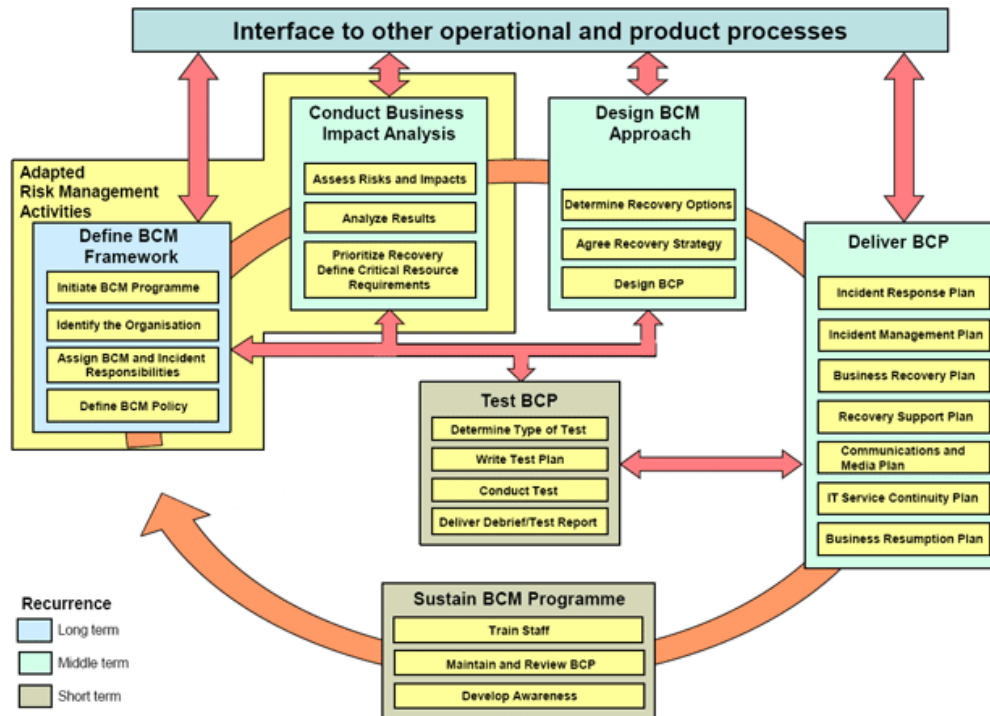 Interface to other operational and product processes
Adapted
Risk Management
Activities
Conduct Business
Impact Analysis
Assess Risks and Impacts
Analyze Results
Prioritize Recovery
Define Critical Resource
Requirements
Design BCM
Approach
Determine Recovery Options
Agree Recovery Strategy
Design BCP
Define BCM
Framework
Initiate BCM Programme
Identify the Organisation
Assign BCM and Incident
Responsibilities
Define BCM Policy
Deliver BCP
Incident Response Plan
Incident Management Plan
Business Recovery Plan
Recovery Support Plan
Communications and
Media Plan
IT Service Continuity Plan
Business Resumption Plan
Test BCP
Determine Type of Test
Write Test Plan
Conduct Test
Deliver Debrief/Test Report
Sustain BCM Programme
Train Staff
Maintain and Review BCP
Develop Awareness
Recurrence
Long term
Middle term
Short term